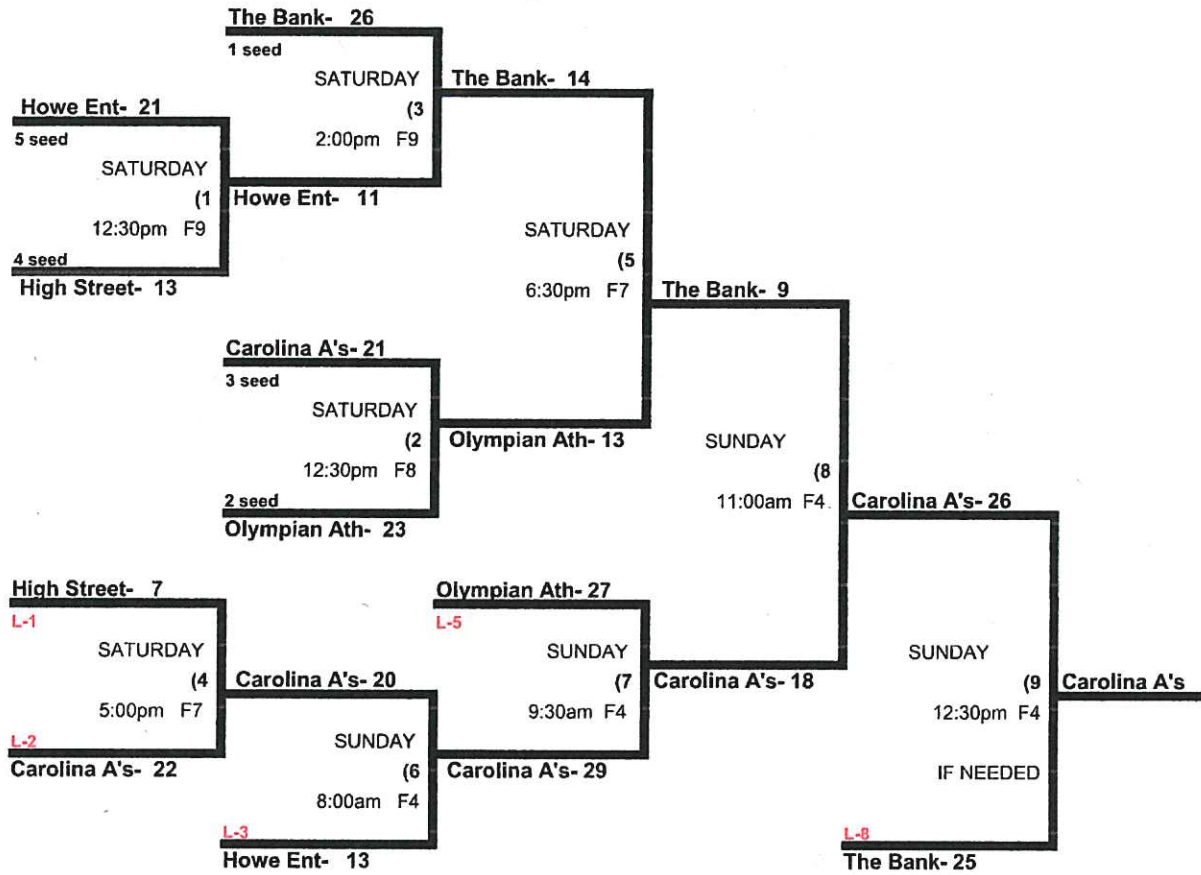 The Bank- 26
1 seed
SATURDAY
(3
2:00pm F9
The Bank- 14
Howe Ent- 21
5 seed
SATURDAY
(1
12:30pm F9
4 seed
High Street- 13
Howe Ent- 11
SATURDAY
(5
6:30pm F7
The Bank- 9
Carolina A's- 21
3 seed
SATURDAY
(2
12:30pm F8
2 seed
Olympian Ath- 23
Olympian Ath- 13
SUNDAY
(8
11:00am F4
Carolina A's- 26
High Street- 7
L-1
SATURDAY
(4
5:00pm F7
L-2
Carolina A's- 22
Carolina A's- 20
SUNDAY
(6
8:00am F4
L-3
Howe Ent- 13
Olympian Ath- 27
L-5
SUNDAY
(7
9:30am F4
Carolina A's- 29
Carolina A's- 18
SUNDAY
(9
12:30pm F4
IF NEEDED
L-8
The Bank- 25
Carolina A's